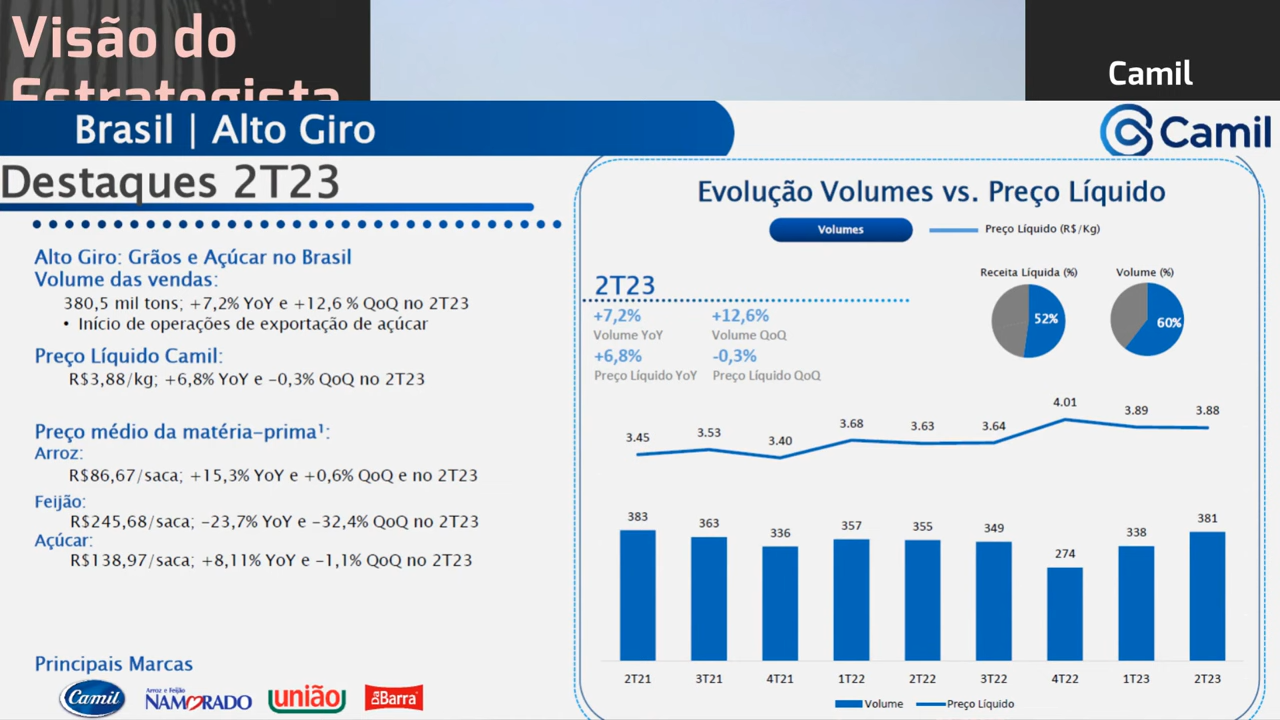 Visão do
Estrategista
Camil
Brasil | Alto Giro
Camil
Destaques 2T23
Alto Giro: Grãos e Açúcar no Brasil
Volume das vendas:
380,5 mil tons; +7,2% YoY e +12,6 % QoQ no 2T23
• Início de operações de exportação de açúcar
Preço Líquido Camil:
R$3,88/kg; +6,8% YoY e -0,3% QoQ no 2T23
Preço médio da matéria-prima¹:
Arroz:
R$86,67/saca; +15,3% YoY e +0,6% QoQ e no 2T23
Feijão:
R$245,68/saca; -23,7% YoY e -32,4% QoQ no 2T23
Açúcar:
R$138,97/saca; +8,11% YoY e -1,1% QoQ no 2T23
Principais Marcas
Camil
Arroz e Feijão
NAMORADO
união
DaBarra
Evolução Volumes vs. Preço Líquido
Volumes
Preço Líquido (R$/Kg)
2T23
+7,2% +12,6%
Volume YoY Volume QoQ
+6,8% -0,3%
Preço Líquido YoY Preço Líquido QoQ
Receita Líquida (%) Volume (%)
52% 60%
3.45 3.53 3.40 3.68 3.63 3.64 4.01 3.89 3.88
383 363 336 357 355 349 274 338 381
2T21 3T21 4T21 1T22 2T22 3T22 4T22 1T23 2T23
Volume Preço Líquido